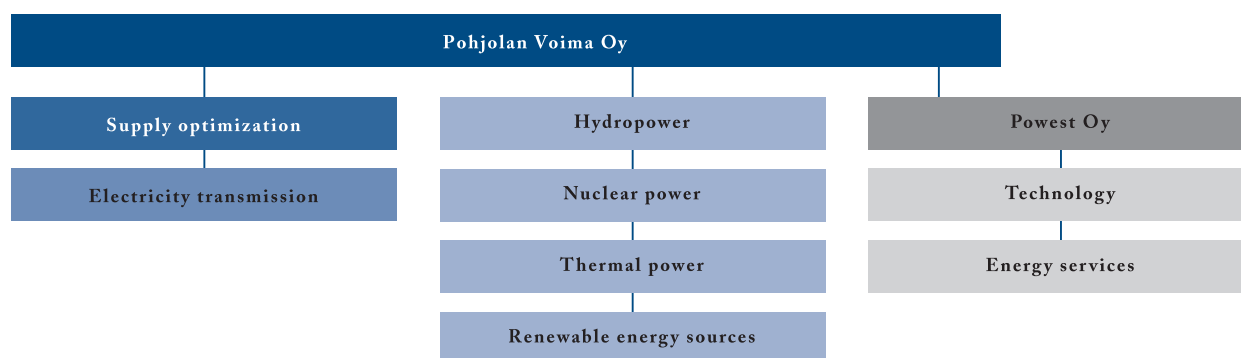 Pohjolan Voima Oy
Supply optimization
Electricity transmission
Hydropower
Nuclear power
Thermal power
Renewable energy sources
Powest Oy
Technology
Energy services